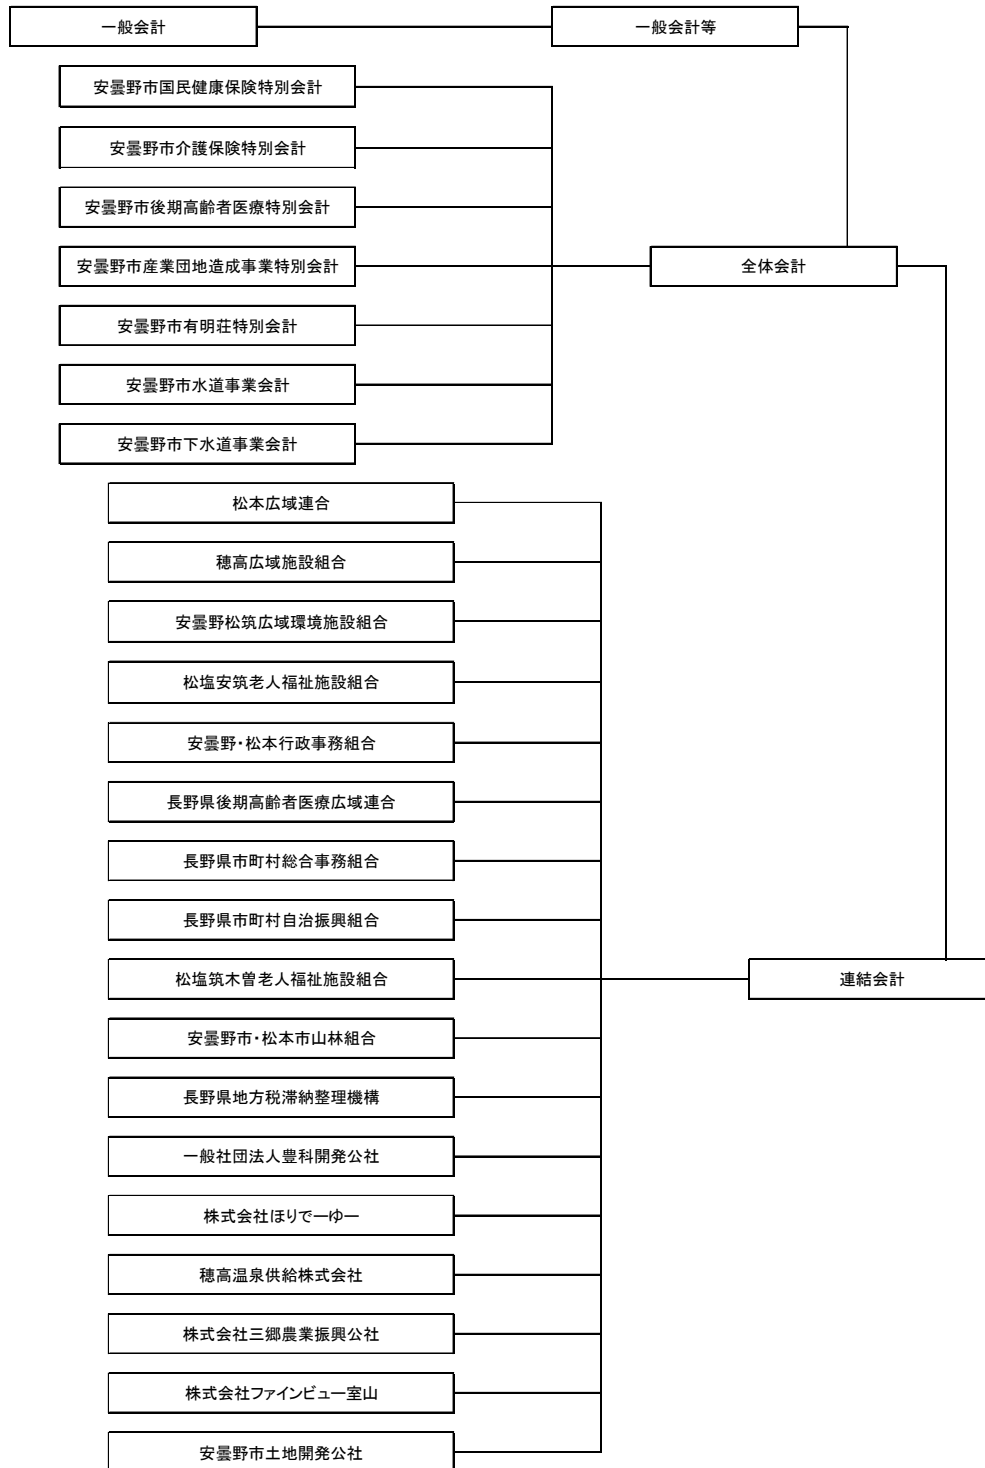 一般会計
一般会計等
安曇野市国民健康保険特別会計
安曇野市介護保険特別会計
安曇野市後期高齢者医療特別会計
安曇野市産業団地造成事業特別会計
全体会計
安曇野市有明荘特別会計
安曇野市水道事業会計
安曇野市下水道事業会計
松本広域連合
穂高広域施設組合
安曇野松筑広域環境施設組合
松塩安筑老人福祉施設組合
安曇野・松本行政事務組合
長野県後期高齢者医療広域連合
長野県市町村総合事務組合
長野県市町村自治振興組合
松塩筑木曽老人福祉施設組合
連結会計
安曇野市・松本市山林組合
長野県地方税滞納整理機構
一般社団法人豊科開発公社
株式会社ほりでーゆー
穂高温泉供給株式会社
株式会社三郷農業振興公社
株式会社ファインビュー室山
安曇野市土地開発公社